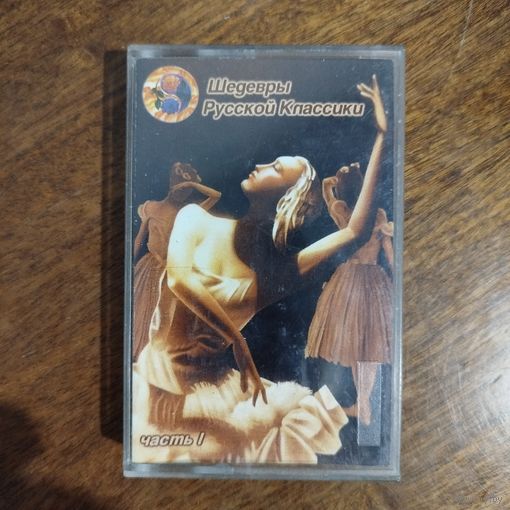 Шедевры
Русской Классики
часть I